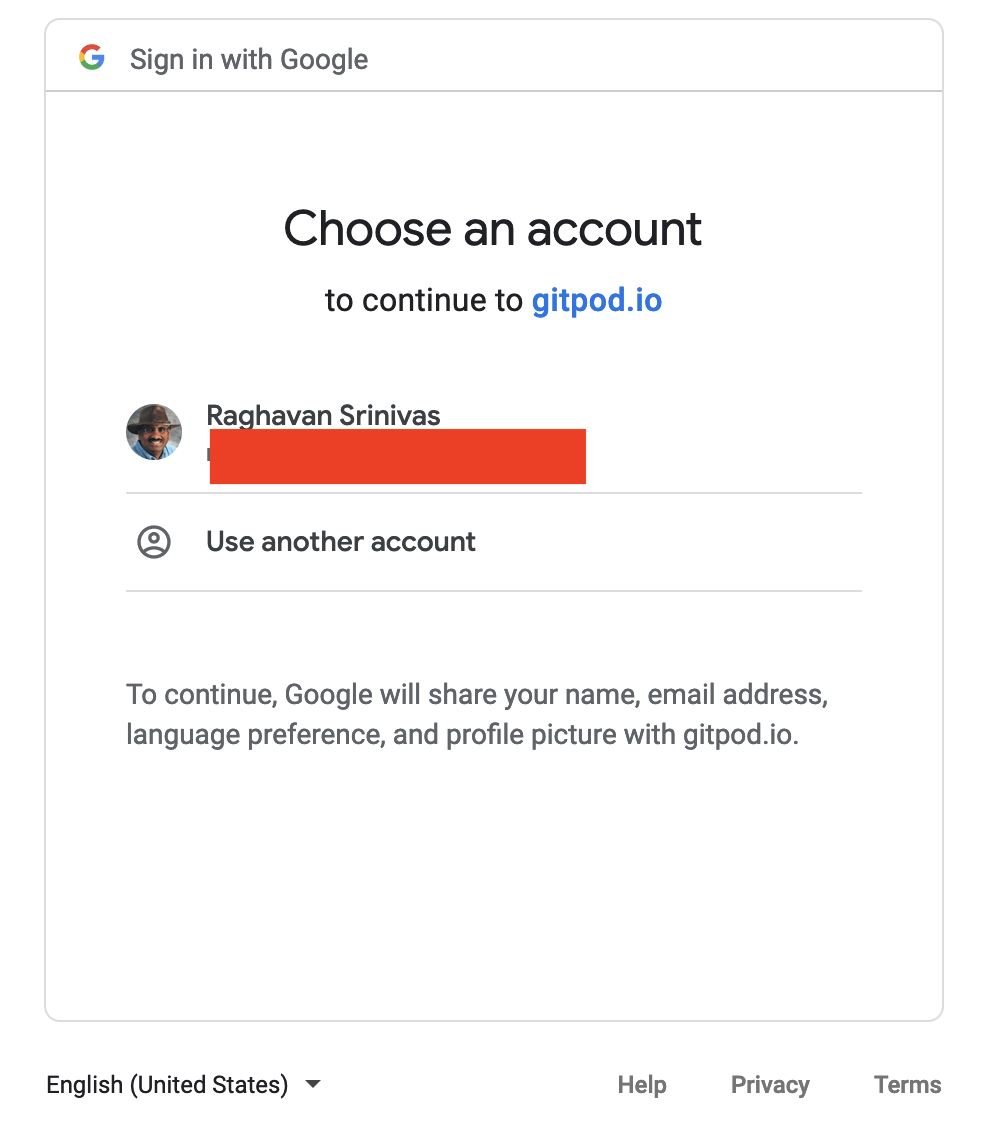 Sign in with Google
Choose an account
to continue to gitpod.io
Raghavan Srinivas
Use another account
To continue, Google will share your name, email address,
language preference, and profile picture with gitpod.io.
English (United States)
Help
Privacy
Terms